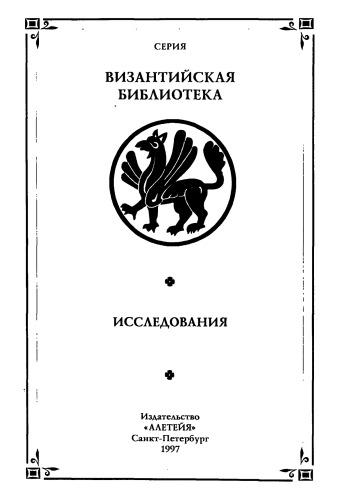 СЕРИЯ
ВИЗАНТИЙСКАЯ
БИБЛИОТЕКА
ИССЛЕДОВАНИЯ
Издательство
«АЛЕТЕЙЯ»
Санкт-Петербург
1997